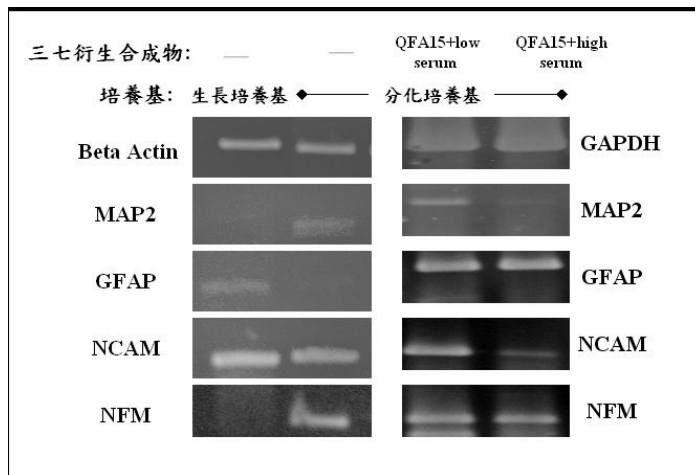 三七衍生合成物: — — QFA15+low serum QFA15+high serum
培養基: 生長培養基 分化培養基
Beta Actin GAPDH
MAP2 MAP2
GFAP GFAP
NCAM NCAM
NFM NFM